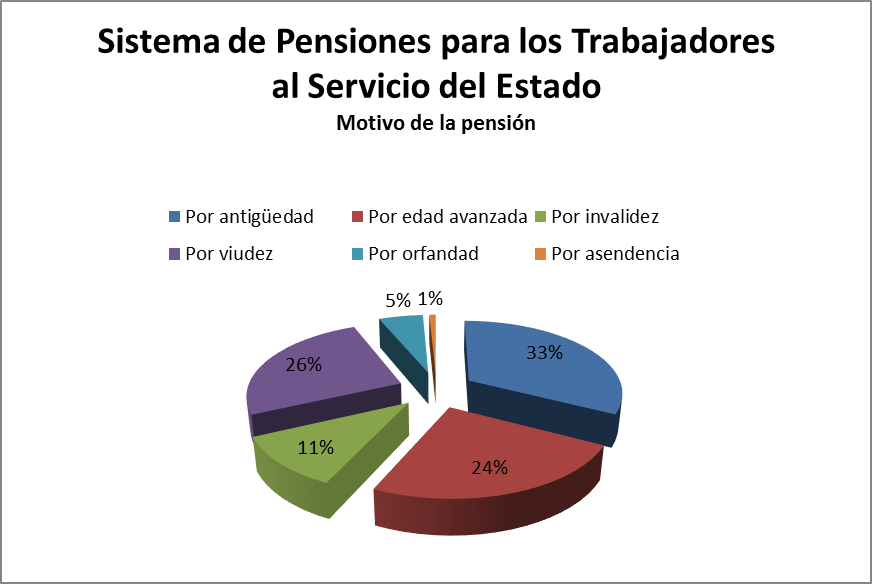 Sistema de Pensiones para los Trabajadores
al Servicio del Estado
Motivo de la pensión
Por antigüedad Por edad avanzada Por invalidez
Por viudez Por orfandad Por asendencia
5% 1%
33%
26%
11%
24%